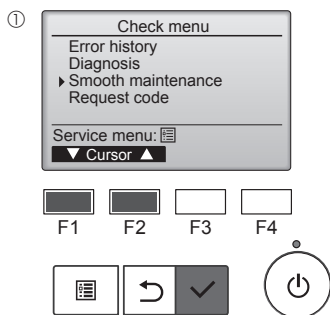 ①
Check menu
Error history
Diagnosis
Smooth maintenance
Request code
Service menu:
▼ Cursor ▲
F1 F2 F3 F4